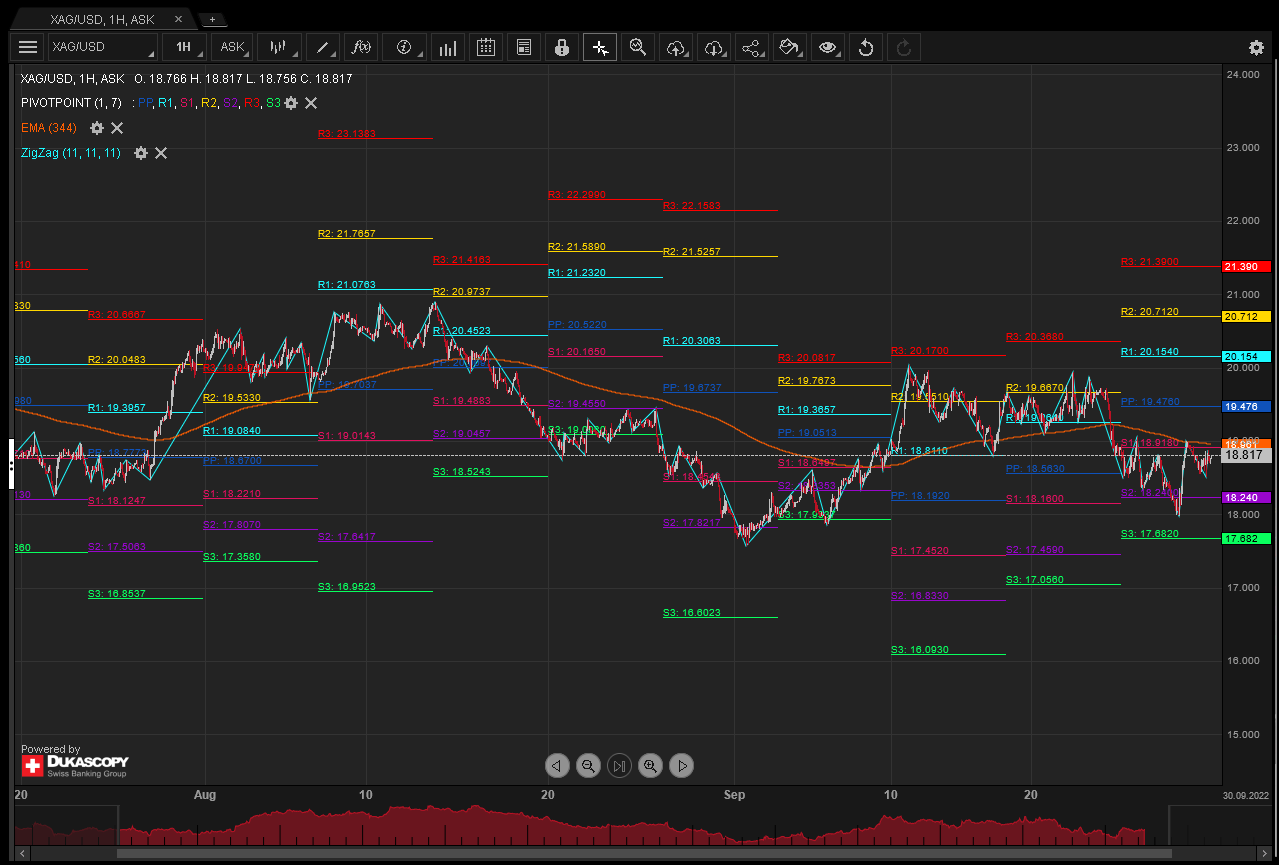 XAG/USD, 1H, ASK
XAG/USD 1H ASK f(x)
XAG/USD, 1H, ASK O. 18.766 H. 18.817 L. 18.756 C. 18.817
PIVOTPOINT (1, 7) : PP, R1, S1, R2, S2, R3, S3
EMA (344)
ZigZag (11, 11, 11)
24.000
23.000
22.000
21.000
20.000
18.000
17.000
16.000
15.000
21.390
20.712
20.154
19.476
18.961
18.817
18.240
17.682
410
830
560
980
130
360
R3: 20.6667
R2: 20.0483
R1: 19.3957
S1: 18.1247
S2: 17.5063
S3: 16.8537
R2: 19.5330
R1: 19.0840
PP: 18.6700
S1: 18.2210
S2: 17.8070
S3: 17.3580
R3: 23.1383
R2: 21.7657
R1: 21.0763
PP: 19.7037
S1: 19.0143
S2: 17.6417
S3: 16.9523
R3: 21.4163
R2: 20.9737
R1: 20.4523
S1: 19.4883
S2: 19.0457
S3: 18.5243
R3: 22.2990
R2: 21.5890
R1: 21.2320
PP: 20.5220
S1: 20.1650
S2: 19.4550
R3: 22.1583
R2: 21.5257
R1: 20.3063
PP: 19.6737
S2: 17.8217
S3: 16.6023
R3: 20.0817
R2: 19.7673
R1: 19.3657
PP: 19.0513
R3: 20.1700
R1: 18.8110
PP: 18.1920
S1: 17.4520
S2: 16.8330
S3: 16.0930
R3: 20.3680
R2: 19.6670
PP: 18.5630
S1: 18.1600
S2: 17.4590
S3: 17.0560
R3: 21.3900
R2: 20.7120
R1: 20.1540
PP: 19.4760
S1: 18.9180
S3: 17.6820
Powered by
DUKASCOPY
Swiss Banking Group
20 Aug 10 20 Sep 10 20 30.09.2022